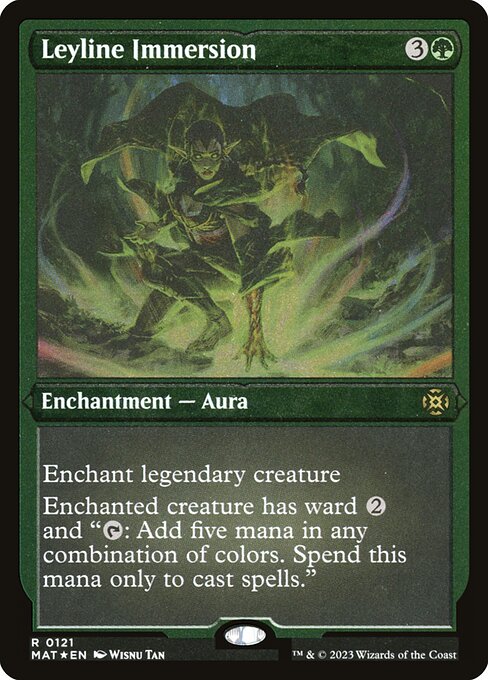 Leyline Immersion 3
Enchantment — Aura
Enchant legendary creature
Enchanted creature has ward 2
and “: Add five mana in any
combination of colors. Spend this
mana only to cast spells.”
R 0121
MAT★EN Wisnu Tan ™ & © 2023 Wizards of the Coast